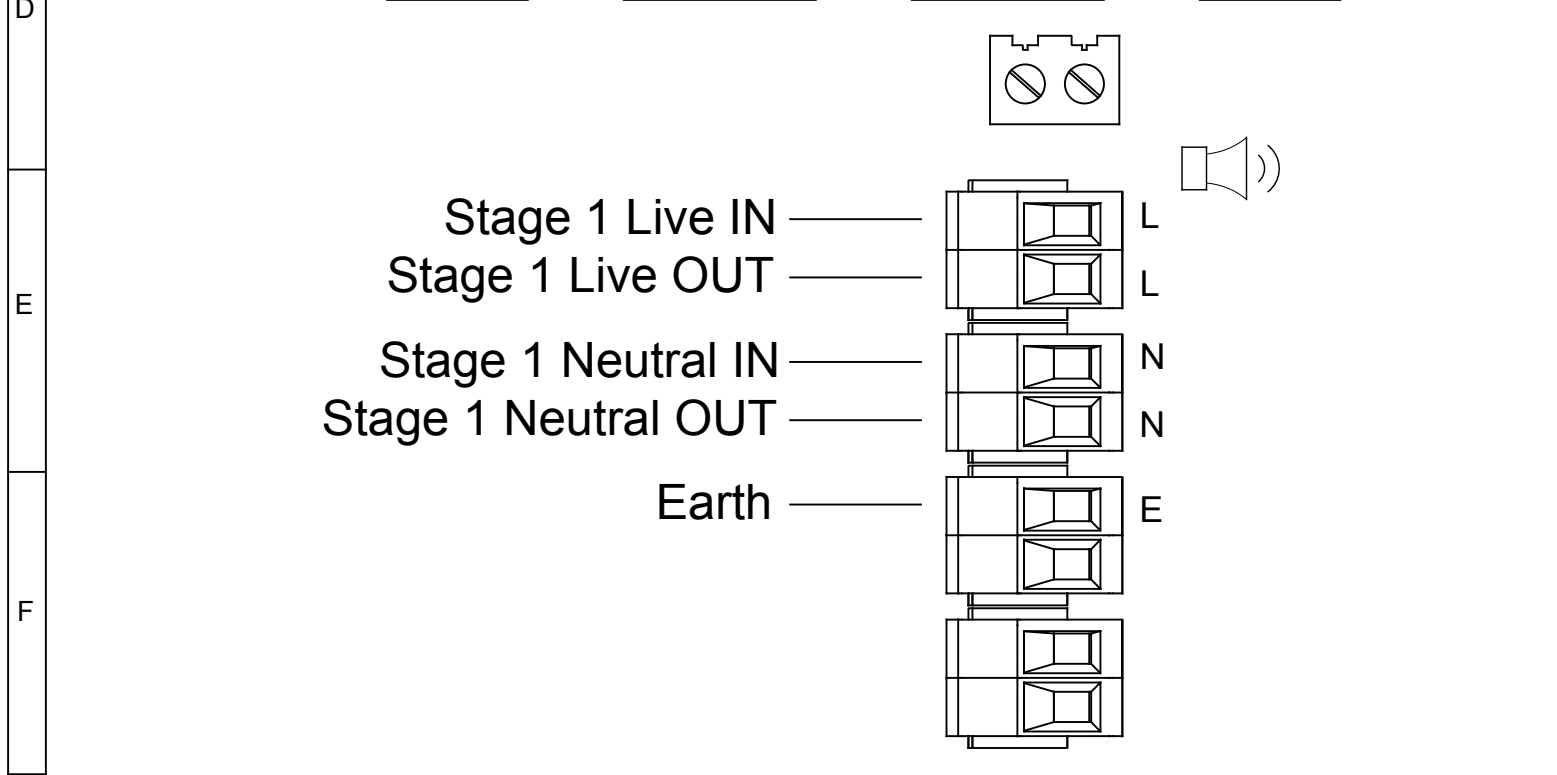 D
Stage 1 Live IN L
Stage 1 Live OUT L
E
Stage 1 Neutral IN N
Stage 1 Neutral OUT N
Earth E
F